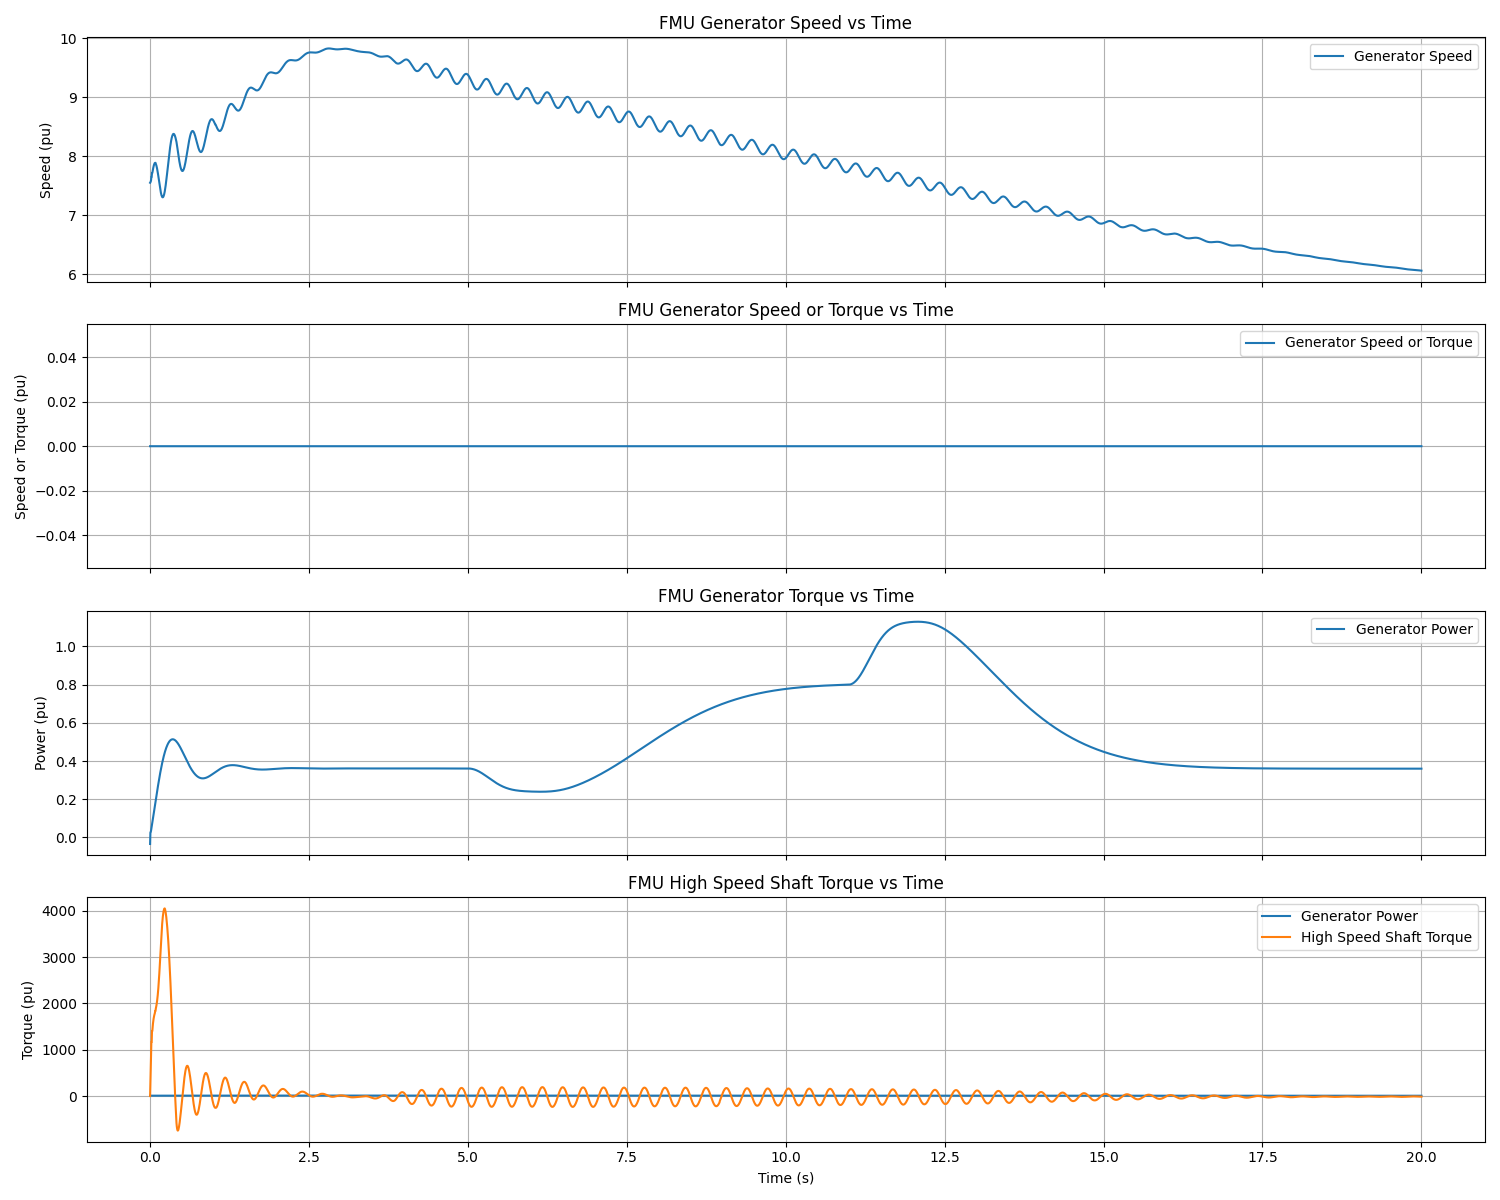 FMU Generator Speed vs Time
Speed (pu)
10
9
8
7
6
Generator Speed
FMU Generator Speed or Torque vs Time
Speed or Torque (pu)
0.04
0.02
0.00
−0.02
−0.04
Generator Speed or Torque
FMU Generator Torque vs Time
Power (pu)
1.0
0.8
0.6
0.4
0.2
0.0
Generator Power
FMU High Speed Shaft Torque vs Time
Torque (pu)
4000
3000
2000
1000
0
Generator Power
High Speed Shaft Torque
0.0 2.5 5.0 7.5 10.0 12.5 15.0 17.5 20.0
Time (s)